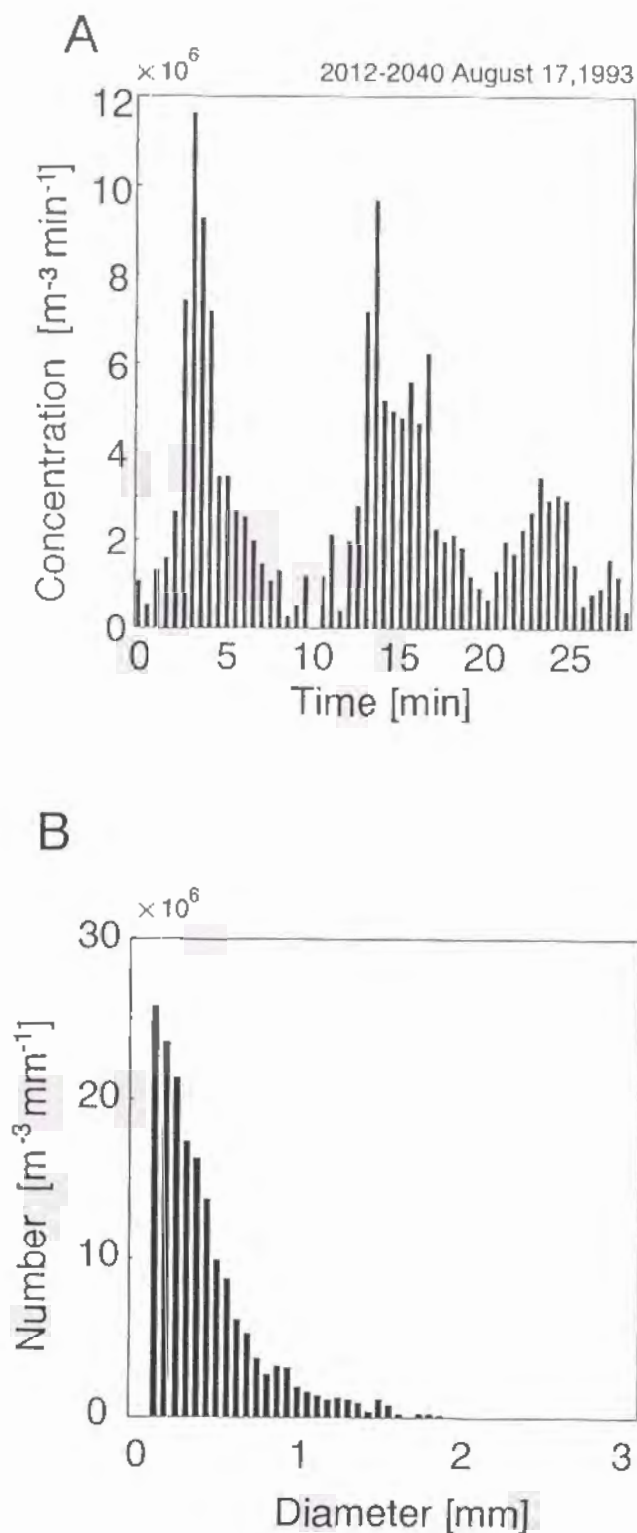 A
×10⁶ 2012-2040 August 17,1993
12
10
8
6
4
2
0
Concentration [m⁻³ min⁻¹]
0 5 10 15 20 25
Time [min]
B
×10⁶
30
20
10
0
Number [m⁻³ mm⁻¹]
0 1 2 3
Diameter [mm]